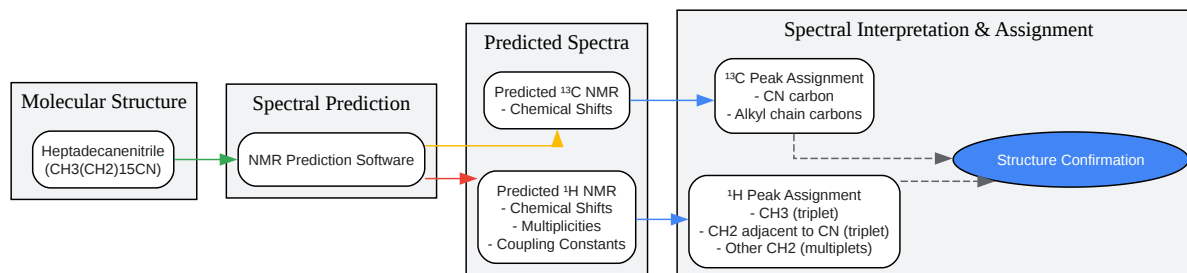 Molecular Structure
Heptadecanenitrile
(CH3(CH2)15CN)
Spectral Prediction
NMR Prediction Software
Predicted Spectra
Predicted ¹³C NMR
- Chemical Shifts
Predicted ¹H NMR
- Chemical Shifts
- Multiplicities
- Coupling Constants
Spectral Interpretation & Assignment
¹³C Peak Assignment
- CN carbon
- Alkyl chain carbons
¹H Peak Assignment
- CH3 (triplet)
- CH2 adjacent to CN (triplet)
- Other CH2 (multiplets)
Structure Confirmation